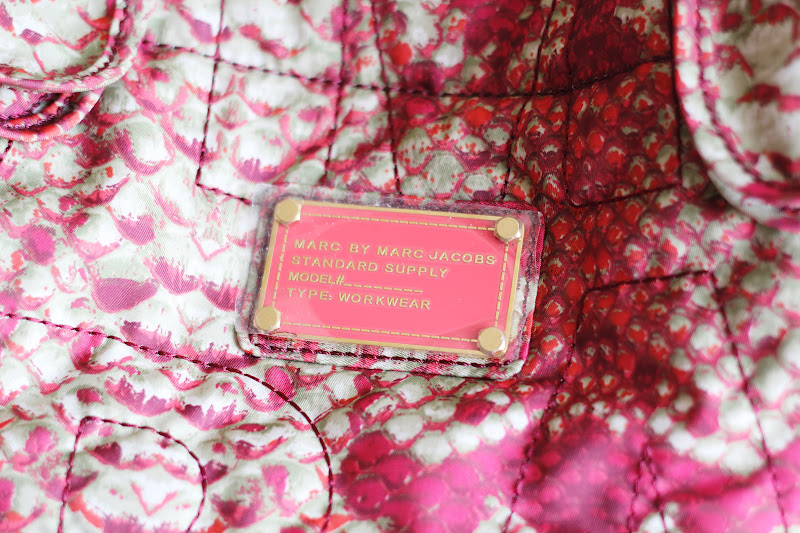 MARC BY MARC JACOBS
STANDARD SUPPLY
MODEL#
TYPE: WORKWEAR